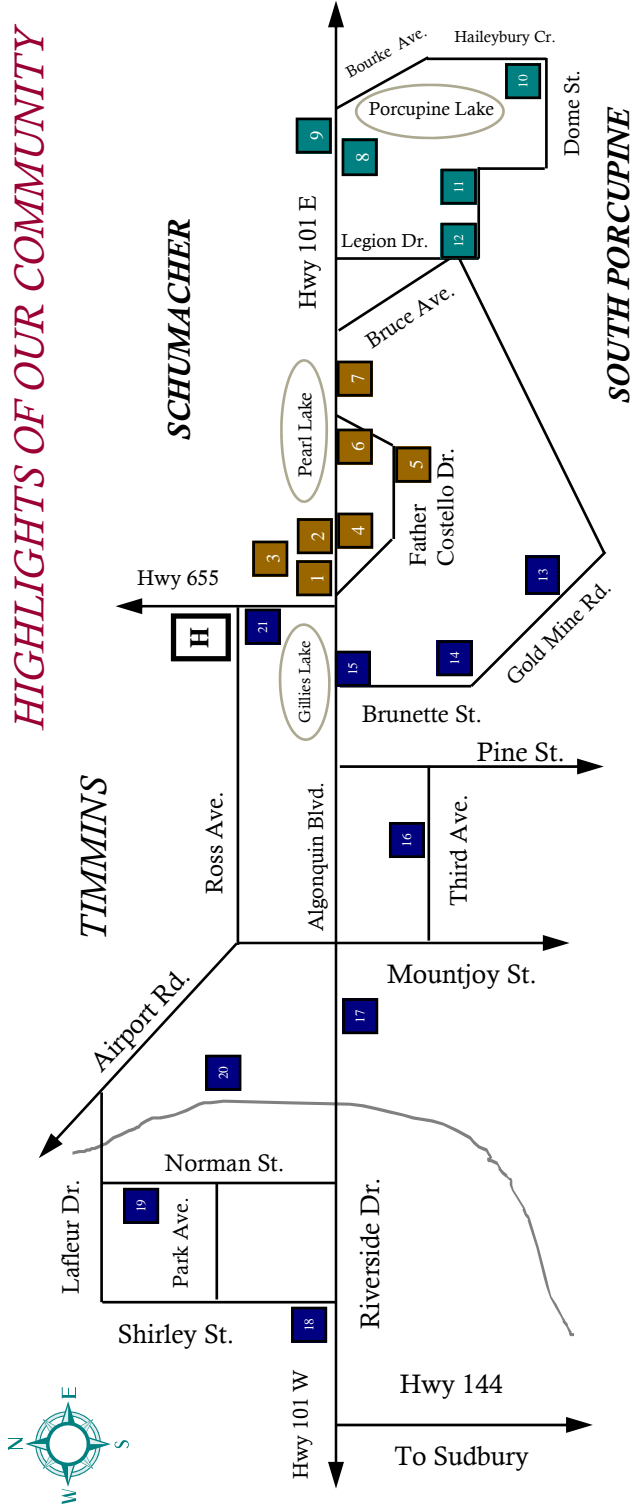 HIGHLIGHTS OF OUR COMMUNITY
TIMMINS
SCHUMACHER
SOUTH PORCUPINE
N
E
S
W
Airport Rd.
Lafleur Dr.
19
Park Ave.
Norman St.
20
Shirley St.
18
Hwy 101 W
Riverside Dr.
17
Hwy 144
To Sudbury
Ross Ave.
Algonquin Blvd.
Mountjoy St.
16
Third Ave.
Pine St.
Hwy 655
H
21
Gillies Lake
15
Brunette St.
14
Gold Mine Rd.
13
3
1
2
4
Father
Costello Dr.
5
6
7
Pearl Lake
Hwy 101 E
Bruce Ave.
Legion Dr.
12
11
9
8
Bourke Ave.
Porcupine Lake
Haileybury Cr.
10
Dome St.